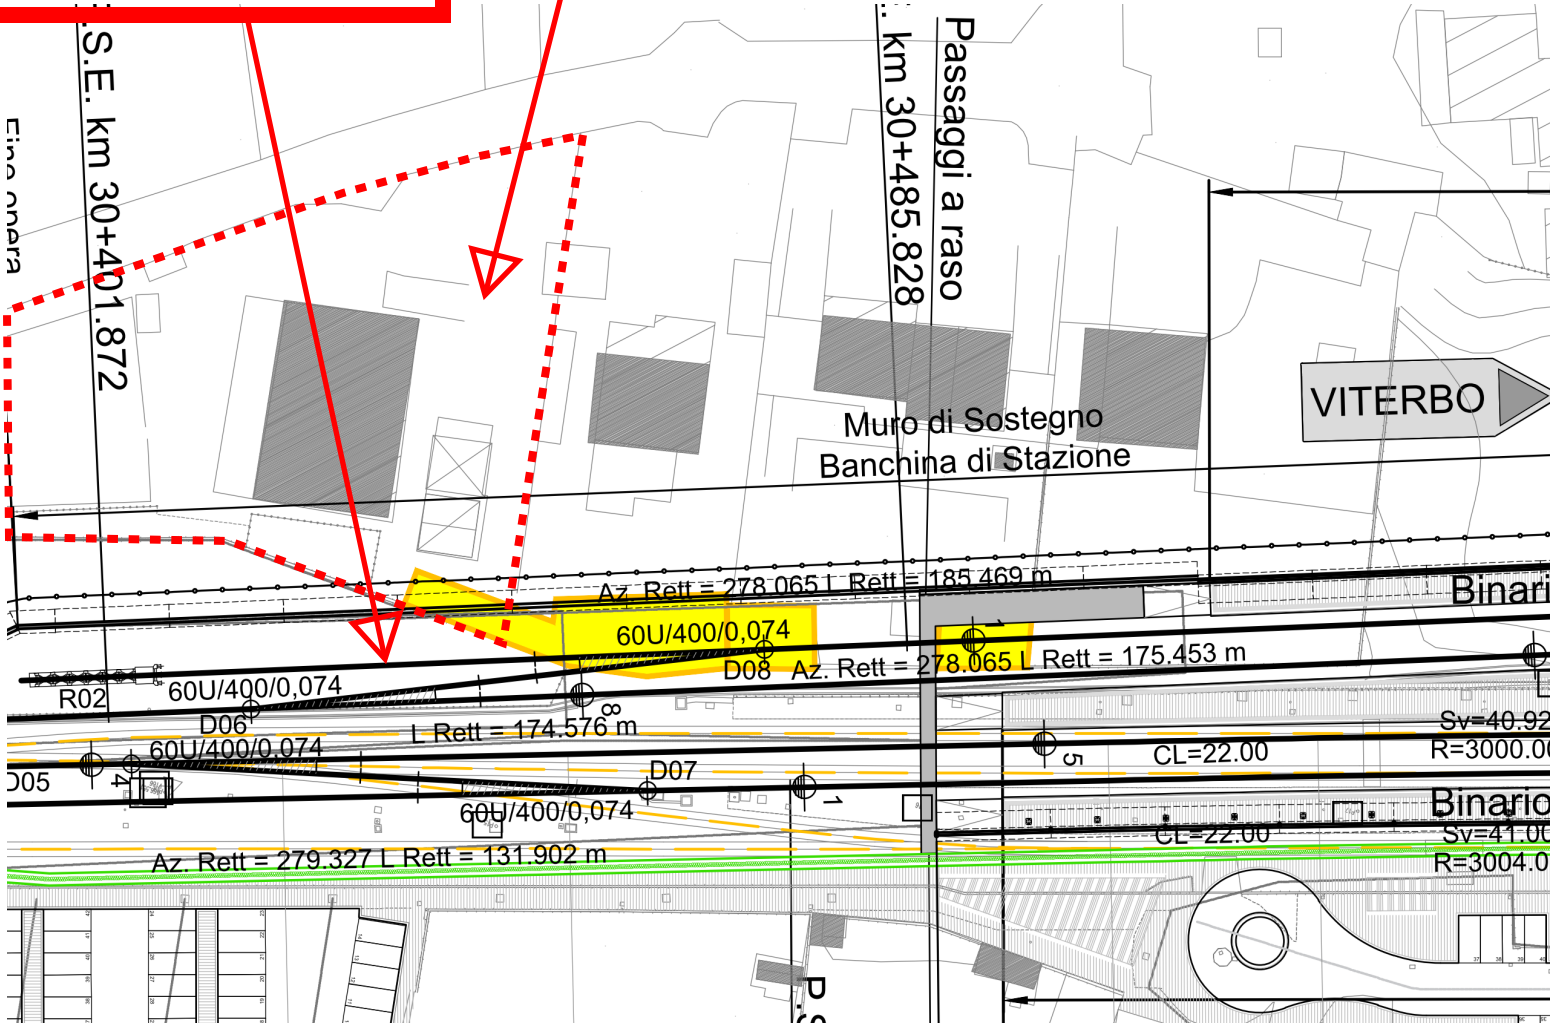 .S.E. km 30+401.872
km 30+485.828
Passaggi a raso
VITERBO
Muro di Sostegno
Banchina di Stazione
Az. Rett = 278.065 L Rett = 185.469 m
Binari
60U/400/0,074
1
D08
Az. Rett = 278.065 L Rett = 175.453 m
R02
60U/400/0,074
D06
8
L Rett = 174.576 m
Sv=40.92
60U/400/0,074
R=3000.00
CL=22.00
5
D05
4
D07
1
60U/400/0,074
Binario
CL=22.00
Sv=41.00
R=3004.0
Az. Rett = 279.327 L Rett = 131.902 m
P.S